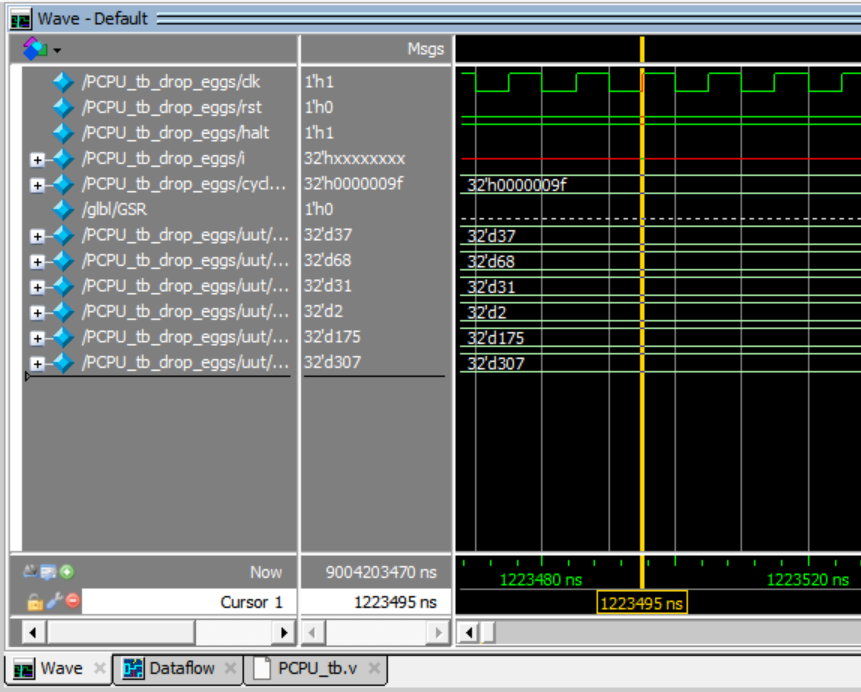 Wave - Default
Msgs
/PCPU_tb_drop_eggs/clk 1'h1
/PCPU_tb_drop_eggs/rst 1'h0
/PCPU_tb_drop_eggs/halt 1'h1
/PCPU_tb_drop_eggs/i 32'hxxxxxxxx
/PCPU_tb_drop_eggs/cycl... 32'h0000009f 32'h0000009f
/glbl/GSR 1'h0
/PCPU_tb_drop_eggs/uut/... 32'd37 32'd37
/PCPU_tb_drop_eggs/uut/... 32'd68 32'd68
/PCPU_tb_drop_eggs/uut/... 32'd31 32'd31
/PCPU_tb_drop_eggs/uut/... 32'd2 32'd2
/PCPU_tb_drop_eggs/uut/... 32'd175 32'd175
/PCPU_tb_drop_eggs/uut/... 32'd307 32'd307
Now 9004203470 ns 1223480 ns 1223520 ns
Cursor 1 1223495 ns 1223495 ns
Wave Dataflow PCPU_tb.v